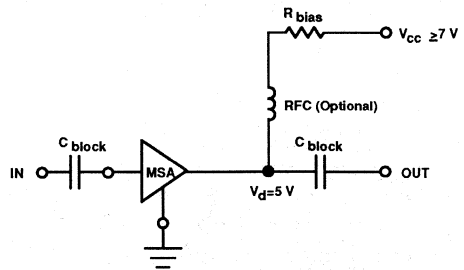 R bias
V cc ≥7 V
RFC (Optional)
C block
C block
IN
MSA
V d=5 V
OUT